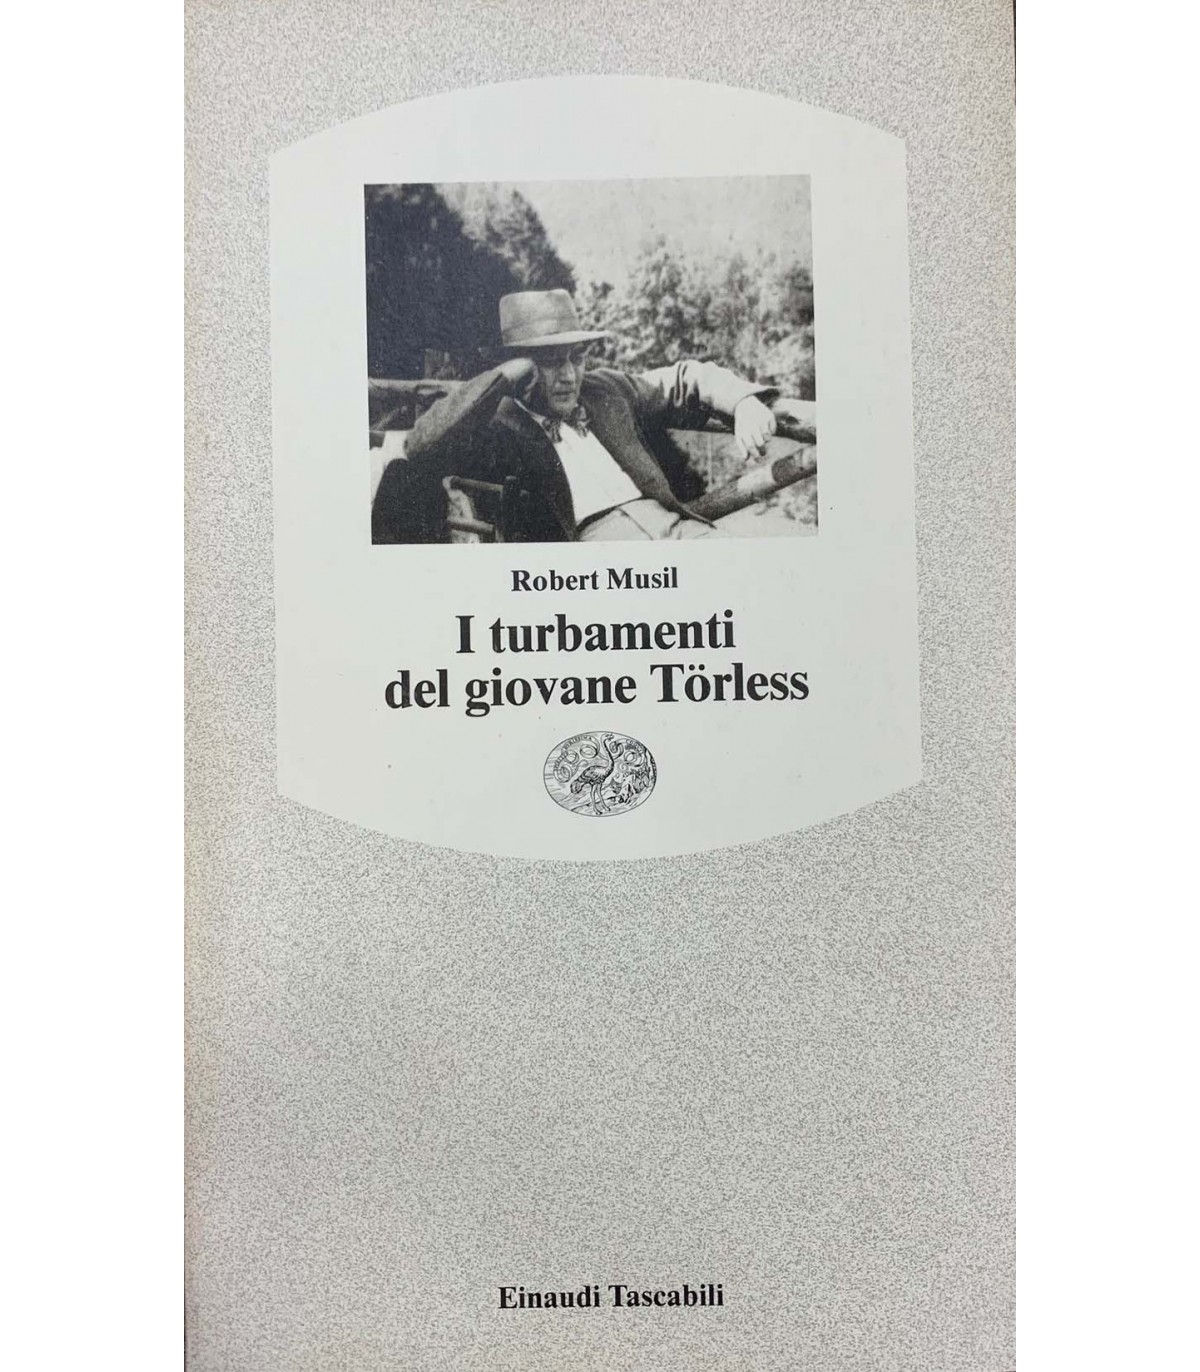 Robert Musil
I turbamenti
del giovane Törless
Einaudi Tascabili